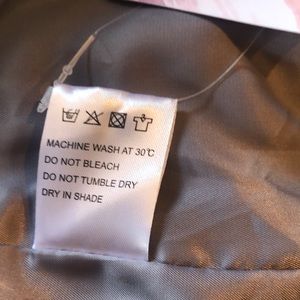 MACHINE WASH AT 30℃
DO NOT BLEACH
DO NOT TUMBLE DRY
DRY IN SHADE